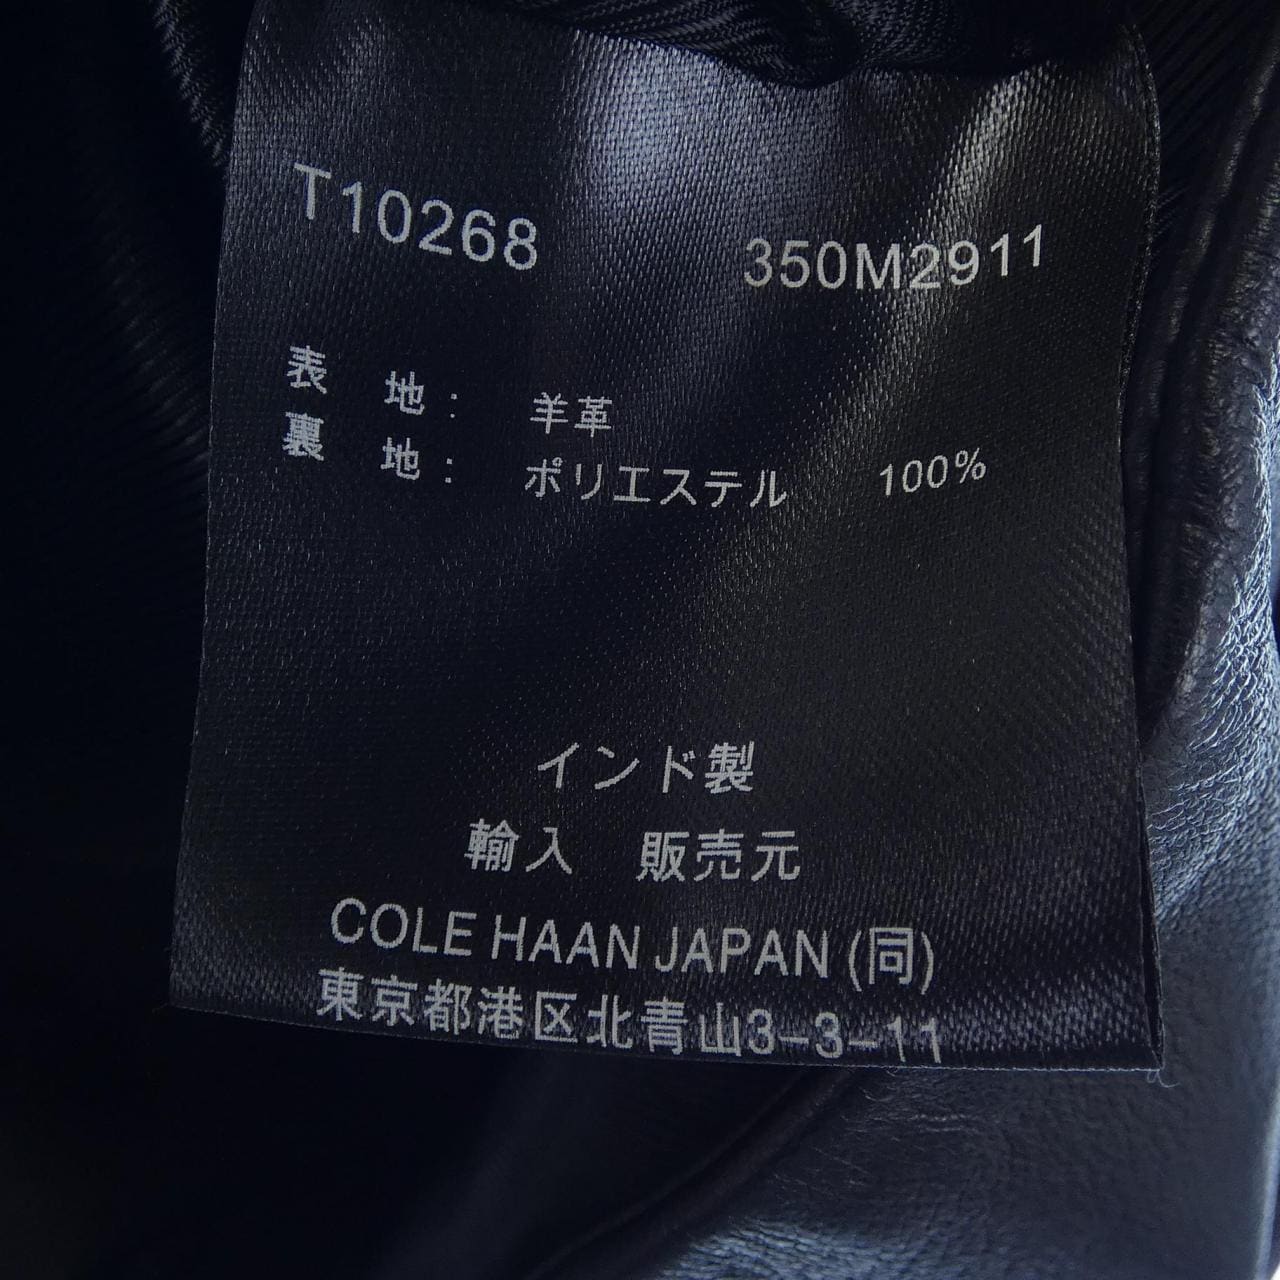 T10268 350M2911
表 地： 羊革
裏 地： ポリエステル 100%
インド製
輸入 販売元
COLE HAAN JAPAN (同)
東京都港区北青山3-3-11